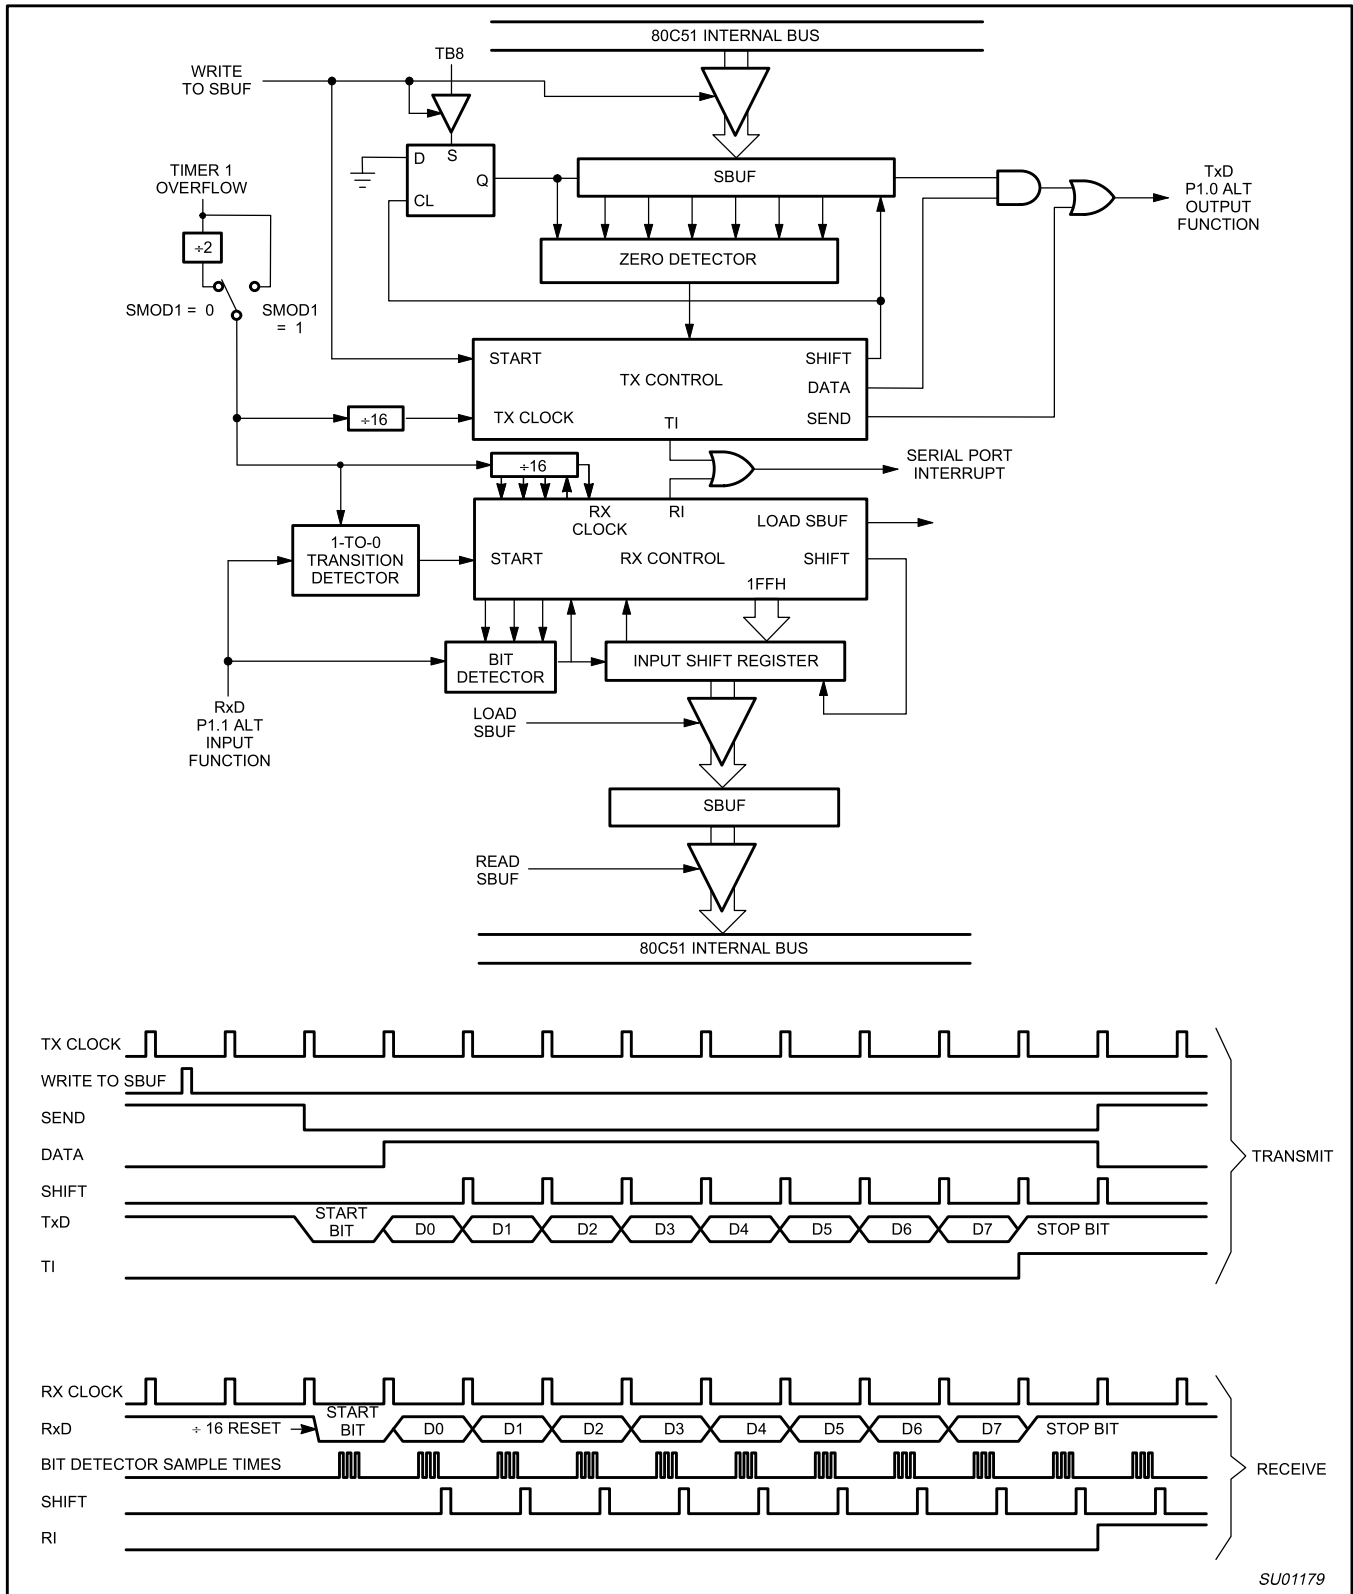 80C51 INTERNAL BUS
TB8
WRITE
TO SBUF
D
S
Q
CL
SBUF
TxD
P1.0 ALT
OUTPUT
FUNCTION
TIMER 1
OVERFLOW
÷2
ZERO DETECTOR
SMOD1 = 0
SMOD1
= 1
START
SHIFT
TX CONTROL
DATA
TX CLOCK
TI
SEND
÷16
÷16
SERIAL PORT
INTERRUPT
RX
CLOCK
RI
LOAD SBUF
1-TO-0
TRANSITION
DETECTOR
START
RX CONTROL
SHIFT
1FFH
BIT
DETECTOR
INPUT SHIFT REGISTER
RxD
P1.1 ALT
INPUT
FUNCTION
LOAD
SBUF
SBUF
READ
SBUF
80C51 INTERNAL BUS
TX CLOCK
WRITE TO SBUF
SEND
DATA
TRANSMIT
SHIFT
TxD
START
BIT
D0 D1 D2 D3 D4 D5 D6 D7 STOP BIT
TI
RX CLOCK
RxD
÷ 16 RESET
START
BIT
D0 D1 D2 D3 D4 D5 D6 D7 STOP BIT
BIT DETECTOR SAMPLE TIMES
RECEIVE
SHIFT
RI
SU01179